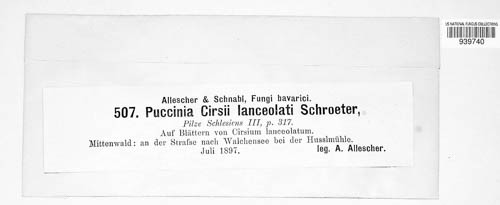 US NATIONAL FUNGUS COLLECTIONS
939740
Allescher & Schnabl, Fungi bavarici.
507. Puccinia Cirsii lanceolati Schroeter,
Pilze Schlesiens III, p. 317.
Auf Blättern von Cirsium lanceolatum.
Mittenwald: an der Straſse nach Walchensee bei der Husslmühle.
Juli 1897.
leg. A. Allescher.